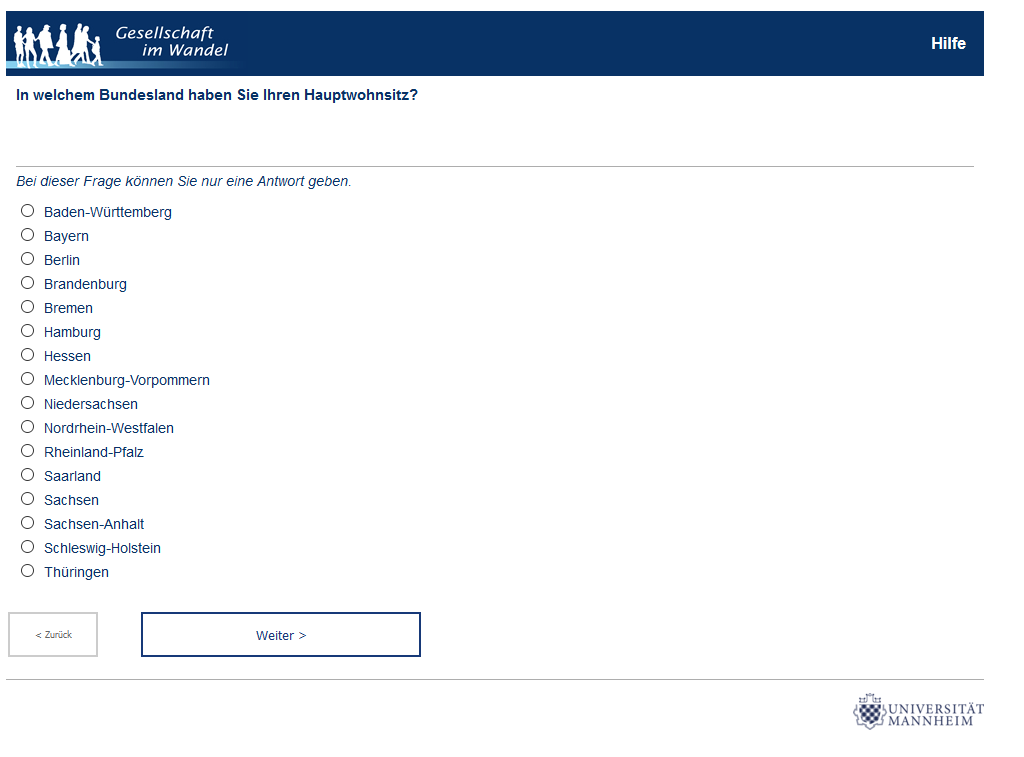 Gesellschaft
im Wandel
Hilfe
In welchem Bundesland haben Sie Ihren Hauptwohnsitz?
Bei dieser Frage können Sie nur eine Antwort geben.
Baden-Württemberg
Bayern
Berlin
Brandenburg
Bremen
Hamburg
Hessen
Mecklenburg-Vorpommern
Niedersachsen
Nordrhein-Westfalen
Rheinland-Pfalz
Saarland
Sachsen
Sachsen-Anhalt
Schleswig-Holstein
Thüringen
< Zurück
Weiter >
UNIVERSITÄT
MANNHEIM